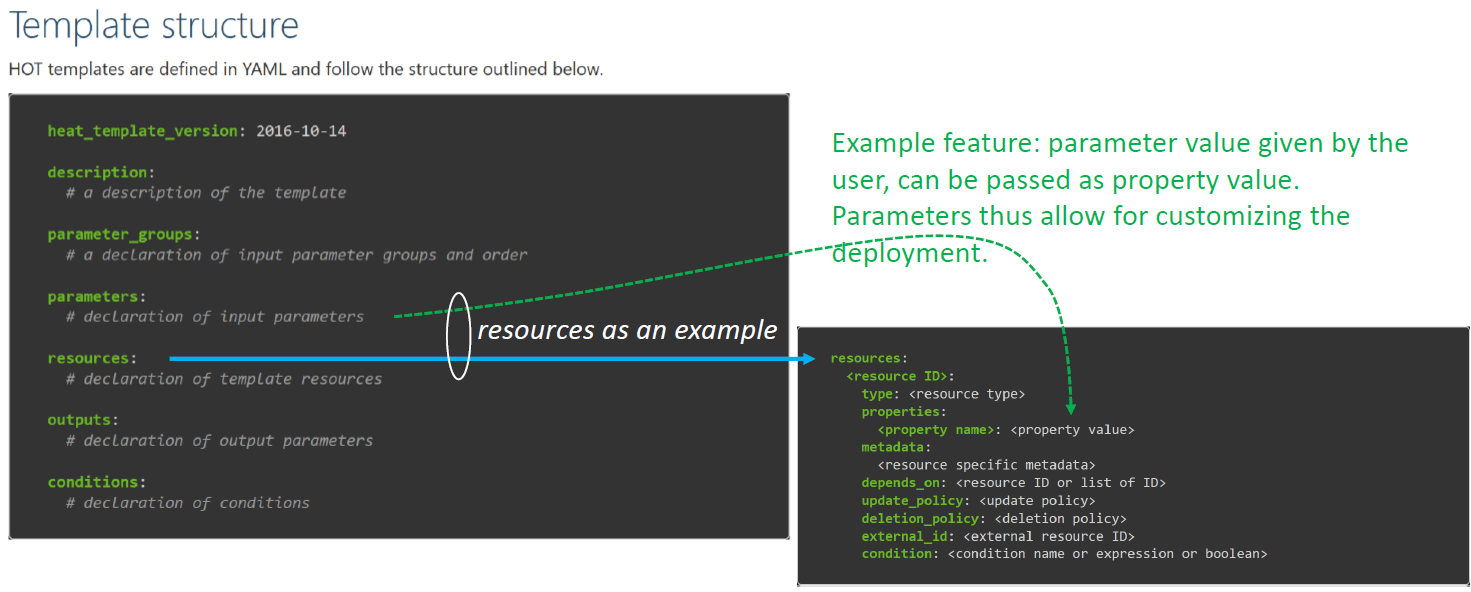 Template structure
HOT templates are defined in YAML and follow the structure outlined below.
heat_template_version: 2016-10-14
description:
# a description of the template
parameter_groups:
# a declaration of input parameter groups and order
parameters:
# declaration of input parameters
resources:
# declaration of template resources
outputs:
# declaration of output parameters
conditions:
# declaration of conditions
Example feature: parameter value given by the
user, can be passed as property value.
Parameters thus allow for customizing the
deployment.
resources as an example
resources:
<resource ID>:
type: <resource type>
properties:
<property name>: <property value>
metadata:
<resource specific metadata>
depends_on: <resource ID or list of ID>
update_policy: <update policy>
deletion_policy: <deletion policy>
external_id: <external resource ID>
condition: <condition name or expression or boolean>